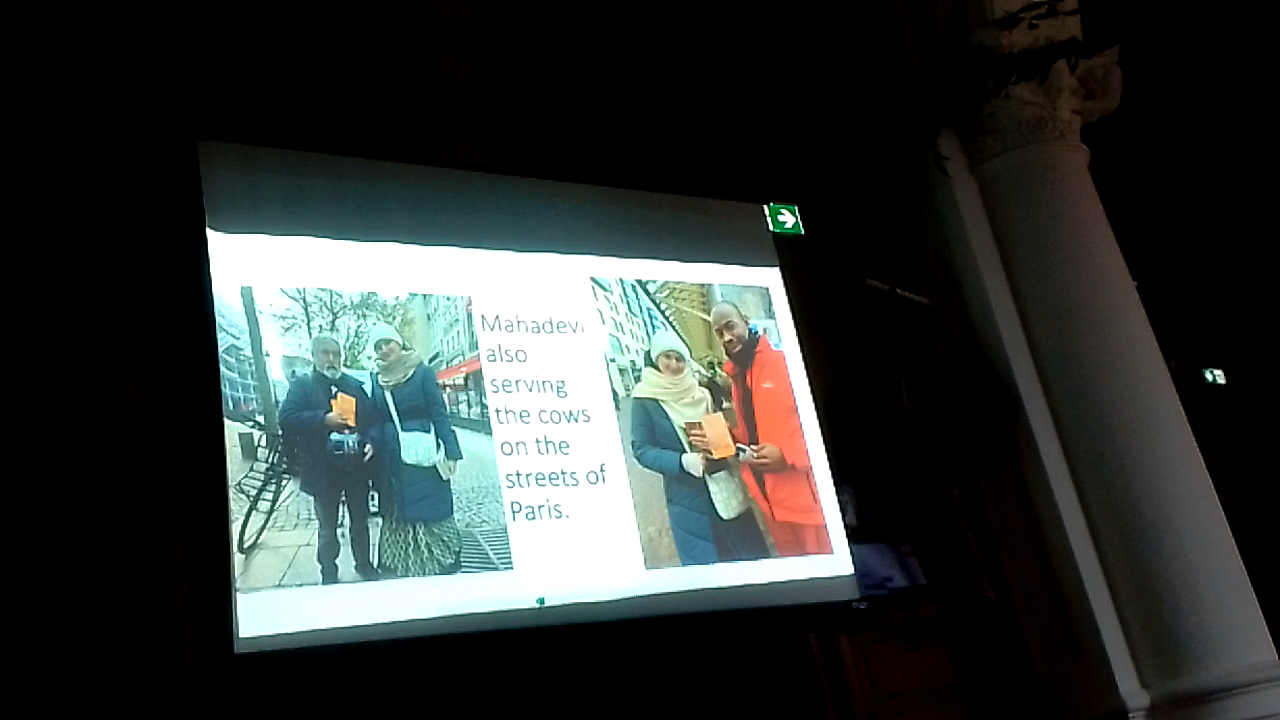 Mahadevi
also
serving
the cows
on the
streets of
Paris.